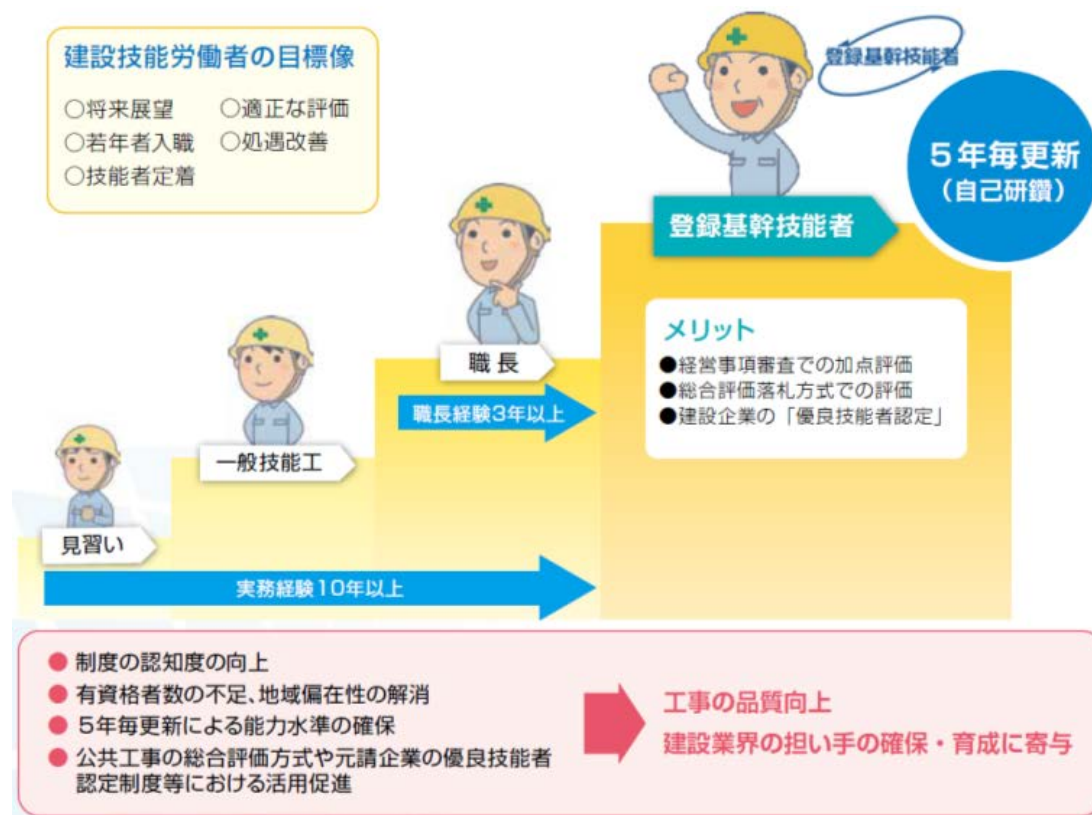 建設技能労働者の目標像
○将来展望 ○適正な評価
○若年者入職 ○処遇改善
○技能者定着
登録基幹技能者
5年毎更新
（自己研鑽）
登録基幹技能者
メリット
●経営事項審査での加点評価
●総合評価落札方式での評価
●建設企業の「優良技能者認定」
職長
職長経験3年以上
一般技能工
見習い
実務経験10年以上
● 制度の認知度の向上
● 有資格者数の不足、地域偏在性の解消
● 5年毎更新による能力水準の確保
● 公共工事の総合評価方式や元請企業の優良技能者
認定制度等における活用促進
工事の品質向上
建設業界の担い手の確保・育成に寄与